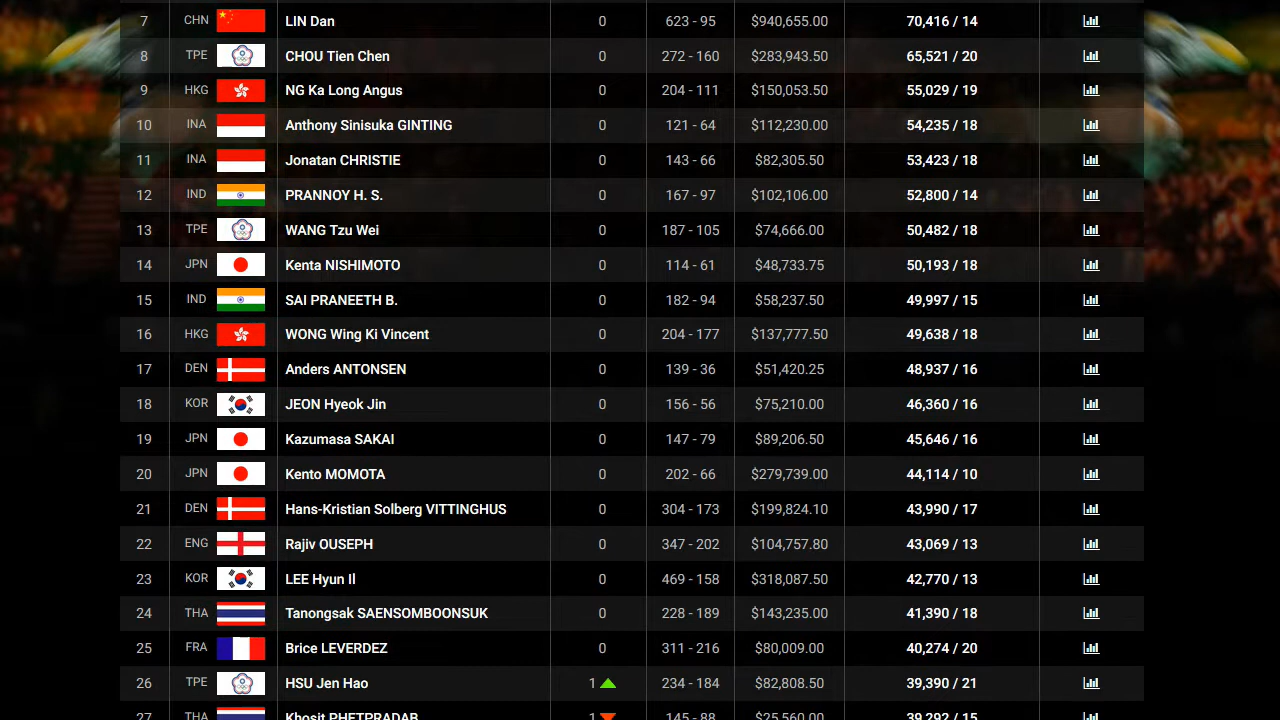 7 CHN LIN Dan 0 623 - 95 $940,655.00 70,416 / 14
8 TPE CHOU Tien Chen 0 272 - 160 $283,943.50 65,521 / 20
9 HKG NG Ka Long Angus 0 204 - 111 $150,053.50 55,029 / 19
10 INA Anthony Sinisuka GINTING 0 121 - 64 $112,230.00 54,235 / 18
11 INA Jonatan CHRISTIE 0 143 - 66 $82,305.50 53,423 / 18
12 IND PRANNOY H. S. 0 167 - 97 $102,106.00 52,800 / 14
13 TPE WANG Tzu Wei 0 187 - 105 $74,666.00 50,482 / 18
14 JPN Kenta NISHIMOTO 0 114 - 61 $48,733.75 50,193 / 18
15 IND SAI PRANEETH B. 0 182 - 94 $58,237.50 49,997 / 15
16 HKG WONG Wing Ki Vincent 0 204 - 177 $137,777.50 49,638 / 18
17 DEN Anders ANTONSEN 0 139 - 36 $51,420.25 48,937 / 16
18 KOR JEON Hyeok Jin 0 156 - 56 $75,210.00 46,360 / 16
19 JPN Kazumasa SAKAI 0 147 - 79 $89,206.50 45,646 / 16
20 JPN Kento MOMOTA 0 202 - 66 $279,739.00 44,114 / 10
21 DEN Hans-Kristian Solberg VITTINGHUS 0 304 - 173 $199,824.10 43,990 / 17
22 ENG Rajiv OUSEPH 0 347 - 202 $104,757.80 43,069 / 13
23 KOR LEE Hyun Il 0 469 - 158 $318,087.50 42,770 / 13
24 THA Tanongsak SAENSOMBOONSUK 0 228 - 189 $143,235.00 41,390 / 18
25 FRA Brice LEVERDEZ 0 311 - 216 $80,009.00 40,274 / 20
26 TPE HSU Jen Hao 1 234 - 184 $82,808.50 39,390 / 21
27 THA Khosit PHETPRADAB 1 145 - 88 $25,560.00 39,292 / 15